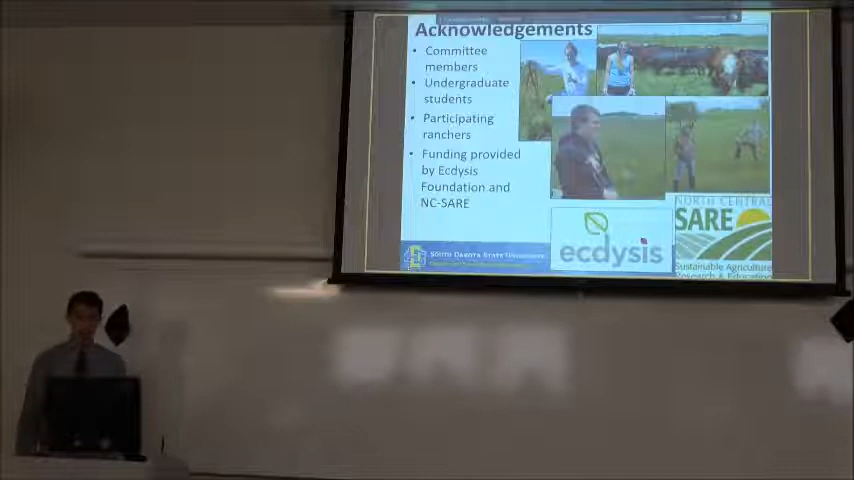 Acknowledgements
• Committee
members
• Undergraduate
students
• Participating
ranchers
• Funding provided
by Ecdysis
Foundation and
NC-SARE
SOUTH DAKOTA STATE UNIVERSITY
ecdysis
NORTH CENTRAL
SARE
Sustainable Agriculture
Research & Education